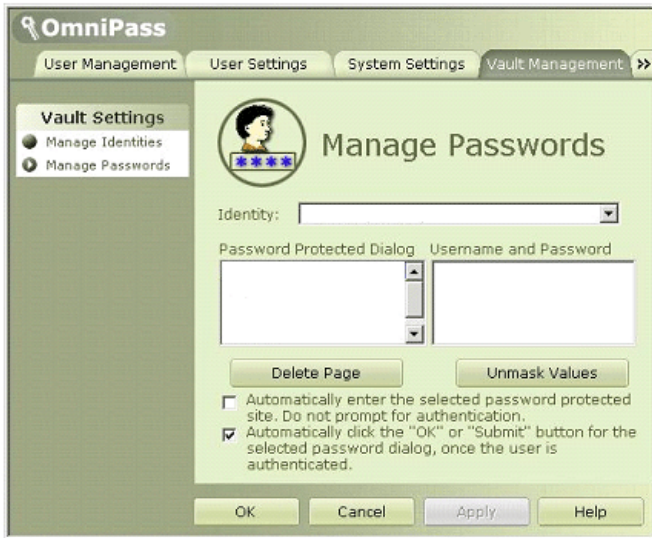 OmniPass
User Management User Settings System Settings Vault Management »
Vault Settings
Manage Identities
Manage Passwords
****
Manage Passwords
Identity:
Password Protected Dialog Username and Password
Delete Page Unmask Values
Automatically enter the selected password protected
site. Do not prompt for authentication.
Automatically click the "OK" or "Submit" button for the
selected password dialog, once the user is
authenticated.
OK Cancel Apply Help